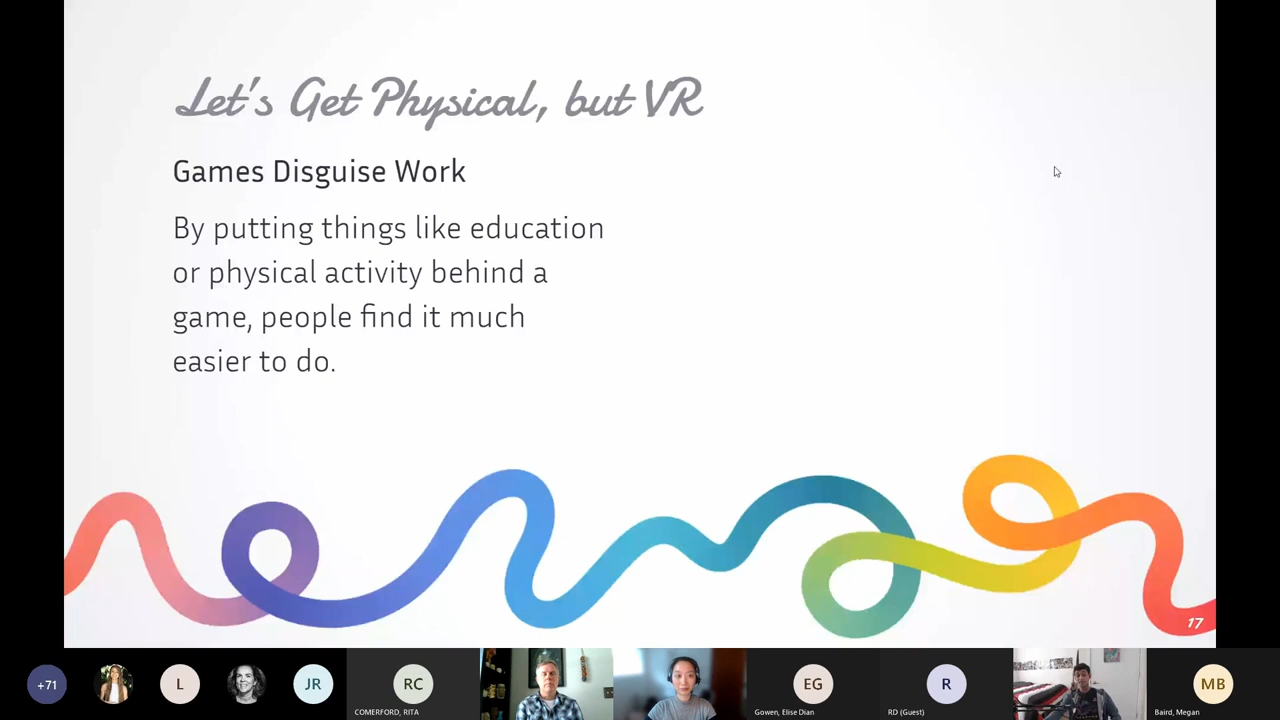 Let's Get Physical, but VR
Games Disguise Work
By putting things like education
or physical activity behind a
game, people find it much
easier to do.
17
+71
L
JR
RC
EG
R
MB
COMERFORD, RITA
Gowen, Elise Dian
RD (Guest)
Baird, Megan